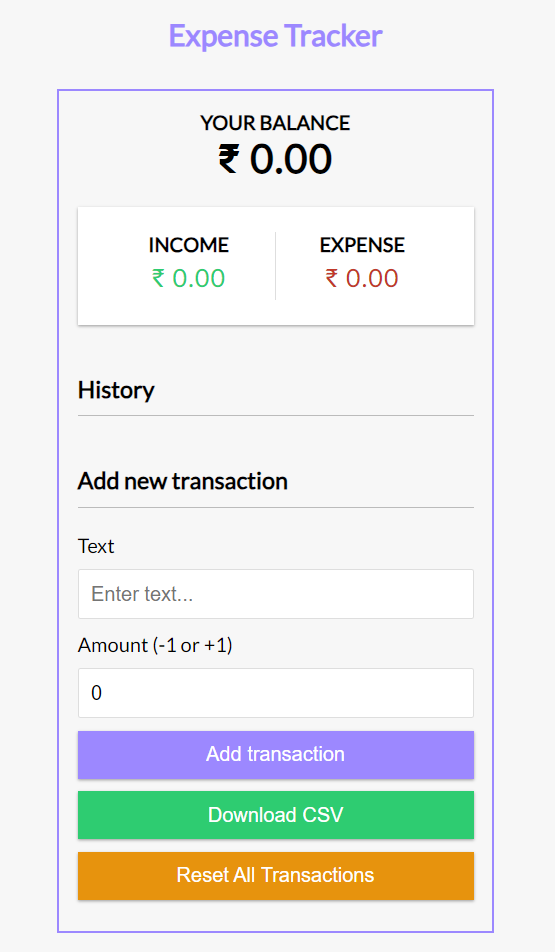 Expense Tracker
YOUR BALANCE
₹ 0.00
INCOME
EXPENSE
₹ 0.00
₹ 0.00
History
Add new transaction
Text
Enter text...
Amount (-1 or +1)
0
Add transaction
Download CSV
Reset All Transactions